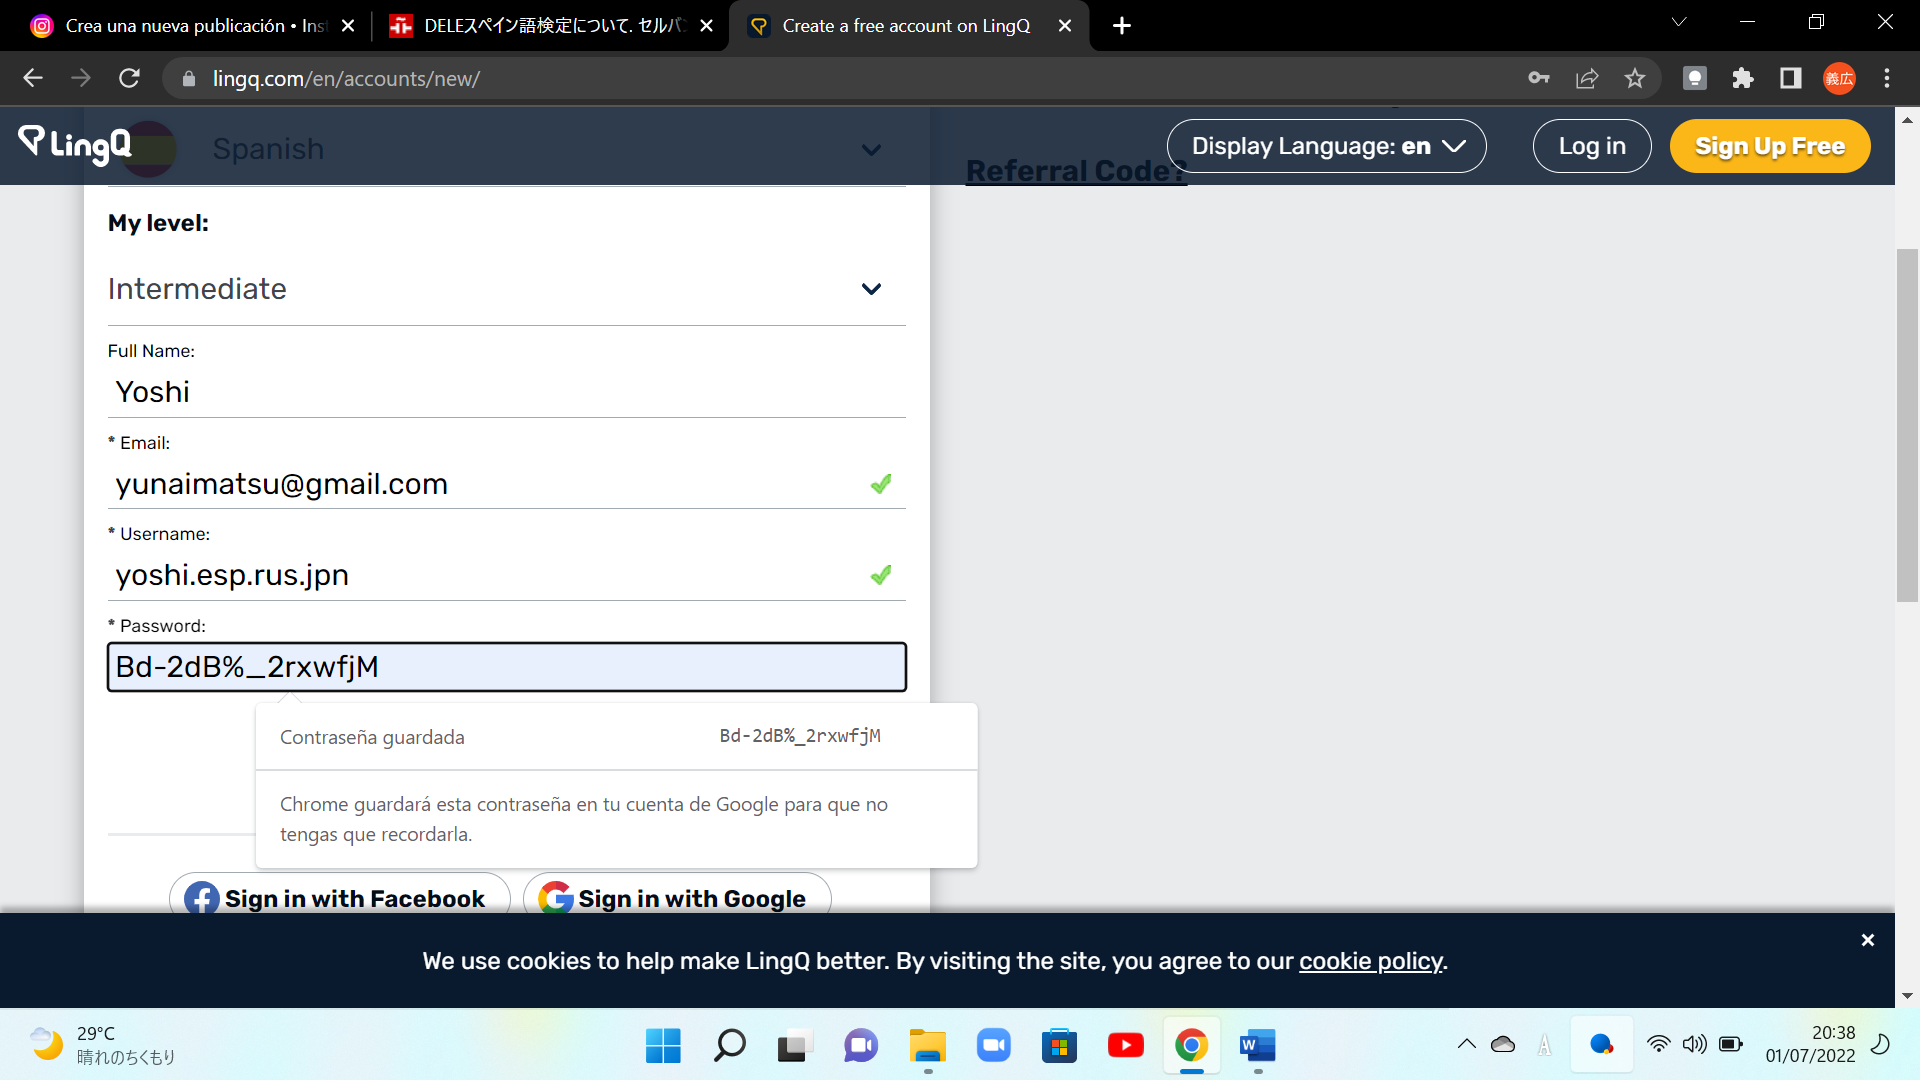 Crea una nueva publicación • Inst
DELEスペイン語検定について. セルバン
Create a free account on LingQ
lingq.com/en/accounts/new/
義広
LingQ
Spanish
Referral Code?
Display Language: en
Log in
Sign Up Free
My level:
Intermediate
Full Name:
Yoshi
* Email:
yunaimatsu@gmail.com
* Username:
yoshi.esp.rus.jpn
* Password:
Bd-2dB%_2rxwfjM
Contraseña guardada
Bd-2dB%_2rxwfjM
Chrome guardará esta contraseña en tu cuenta de Google para que no
tengas que recordarla.
Sign in with Facebook
Sign in with Google
We use cookies to help make LingQ better. By visiting the site, you agree to our cookie policy.
29°C
晴れのちくもり
W
A
20:38
01/07/2022